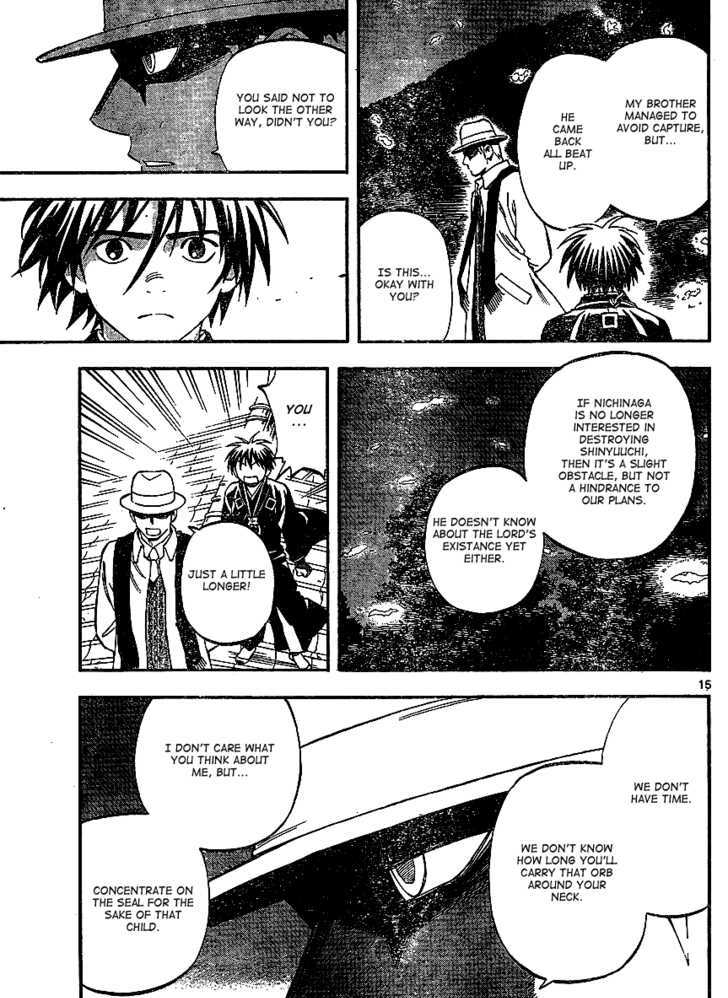 MY BROTHER
MANAGED TO
AVOID CAPTURE,
BUT...
HE
CAME
BACK
ALL BEAT
UP.
IS THIS...
OKAY WITH
YOU?
YOU SAID NOT TO
LOOK THE OTHER
WAY, DIDN'T YOU?
IF NICHINAGA
IS NO LONGER
INTERESTED IN
DESTROYING
SHINYUUCHI,
THEN IT'S A SLIGHT
OBSTACLE, BUT NOT
A HINDRANCE TO
OUR PLANS.
HE DOESN'T KNOW
ABOUT THE LORD'S
EXISTANCE YET
EITHER.
YOU
...
JUST A LITTLE
LONGER!
15
WE DON'T
HAVE TIME.
WE DON'T KNOW
HOW LONG YOU'LL
CARRY THAT ORB
AROUND YOUR
NECK.
I DON'T CARE WHAT
YOU THINK ABOUT
ME, BUT...
CONCENTRATE ON
THE SEAL FOR THE
SAKE OF THAT
CHILD.